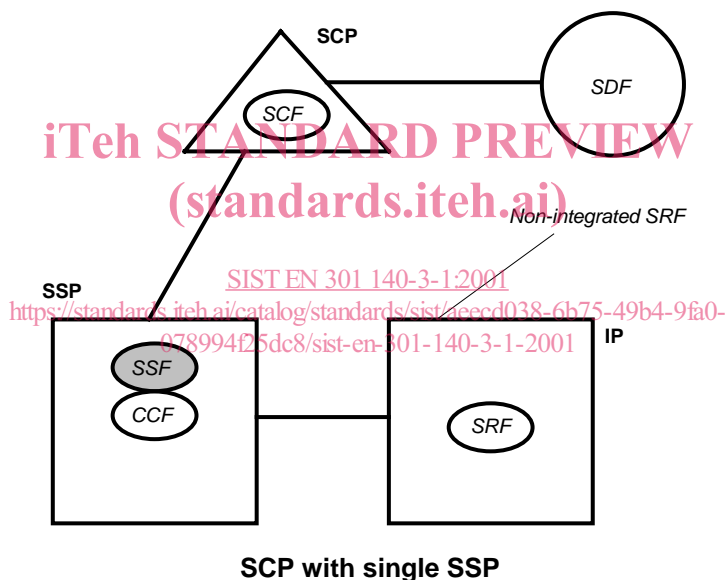 SCP
SDF
SCF
iTeh STANDARD PREVIEW
(standards.iteh.ai)
Non-integrated SRF
SIST EN 301 140-3-1:2001
SSP
https://standards.iteh.ai/catalog/standards/sist/aeecd038-6b75-49b4-9fa0-
078994f25dc8/sist-en-301-140-3-1-2001
IP
SSF
CCF
SRF
SCP with single SSP